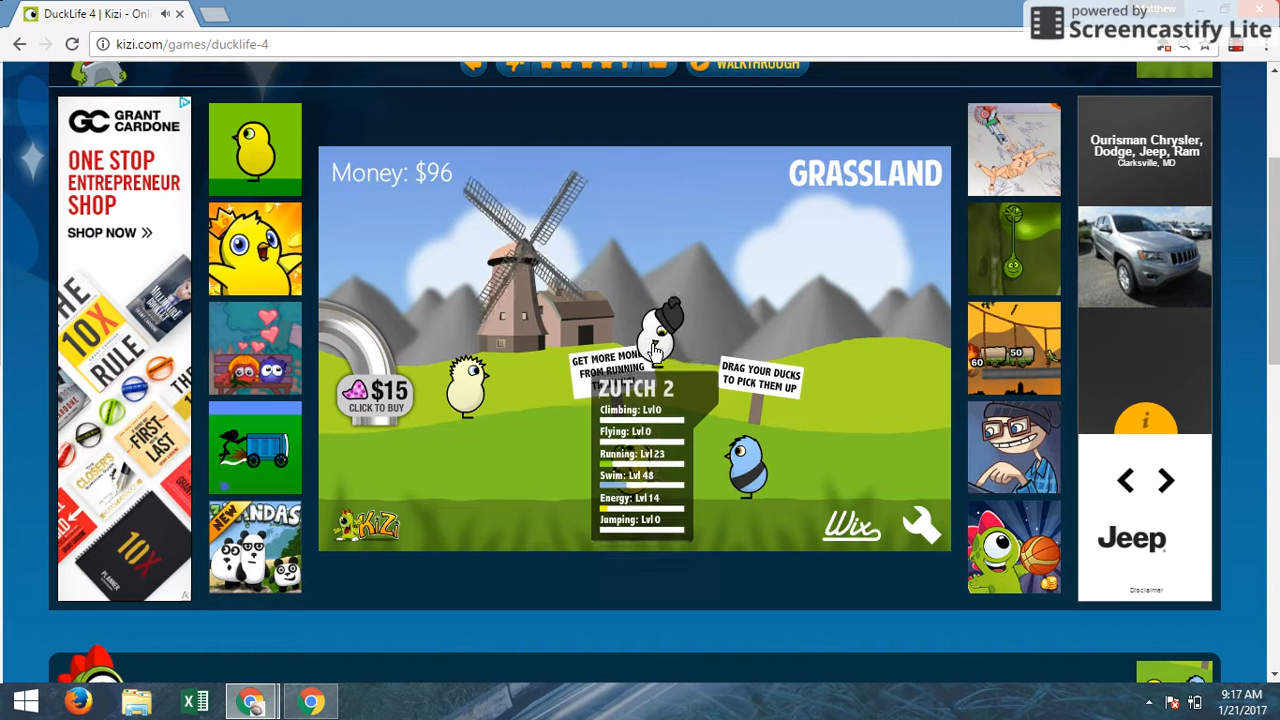 DuckLife 4 | Kizi - Onl
powered by
Screencastify Lite
kizi.com/games/ducklife-4
WALKTHROUGH
GC GRANT CARDONE
ONE STOP
ENTREPRENEUR
SHOP
SHOP NOW
THE
10X
RULE
10X
PLANNER
NEW
Money: $96
GRASSLAND
$15
CLICK TO BUY
GET MORE MON
FROM RUNNING
DRAG YOUR DUCKS
TO PICK THEM UP
ZUTCH 2
Climbing: Lvl 0
Flying: Lvl 0
Running: Lvl 23
Swim: Lvl 48
Energy: Lvl 14
Jumping: Lvl 0
KiZi
Wix
60
50
Ourisman Chrysler,
Dodge, Jeep, Ram
Clarksville, MD
i
Jeep
Disclaimer
9:17 AM
1/21/2017